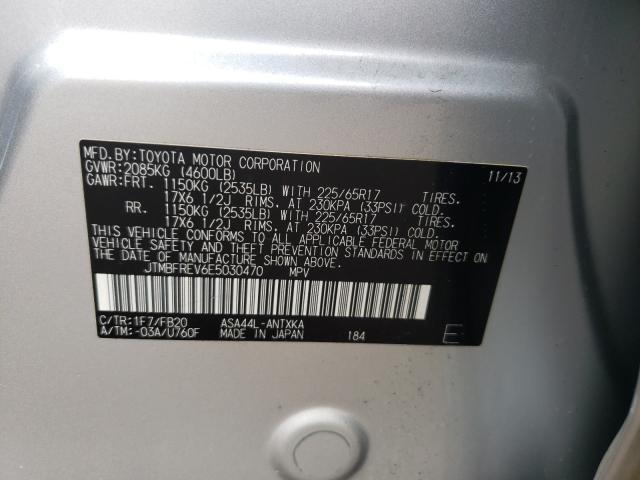 MFD.BY:TOYOTA MOTOR CORPORATION 11/13
GVWR:2085KG (4600LB)
GAWR:FRT. 1150KG (2535LB) WITH 225/65R17 TIRES.
17X6 1/2J RIMS. AT 230KPA (33PSI) COLD.
RR. 1150KG (2535LB) WITH 225/65R17 TIRES.
17X6 1/2J RIMS. AT 230KPA (33PSI) COLD.
THIS VEHICLE CONFORMS TO ALL APPLICABLE FEDERAL MOTOR
VEHICLE SAFETY AND THEFT PREVENTION STANDARDS IN EFFECT ON
THE DATE OF MANUFACTURE SHOWN ABOVE.
JTMBFREV6E5030470 MPV
C/TR:1F7/FB20 ASA44L-ANTXKA
A/TM:-03A/U760F MADE IN JAPAN 184 E